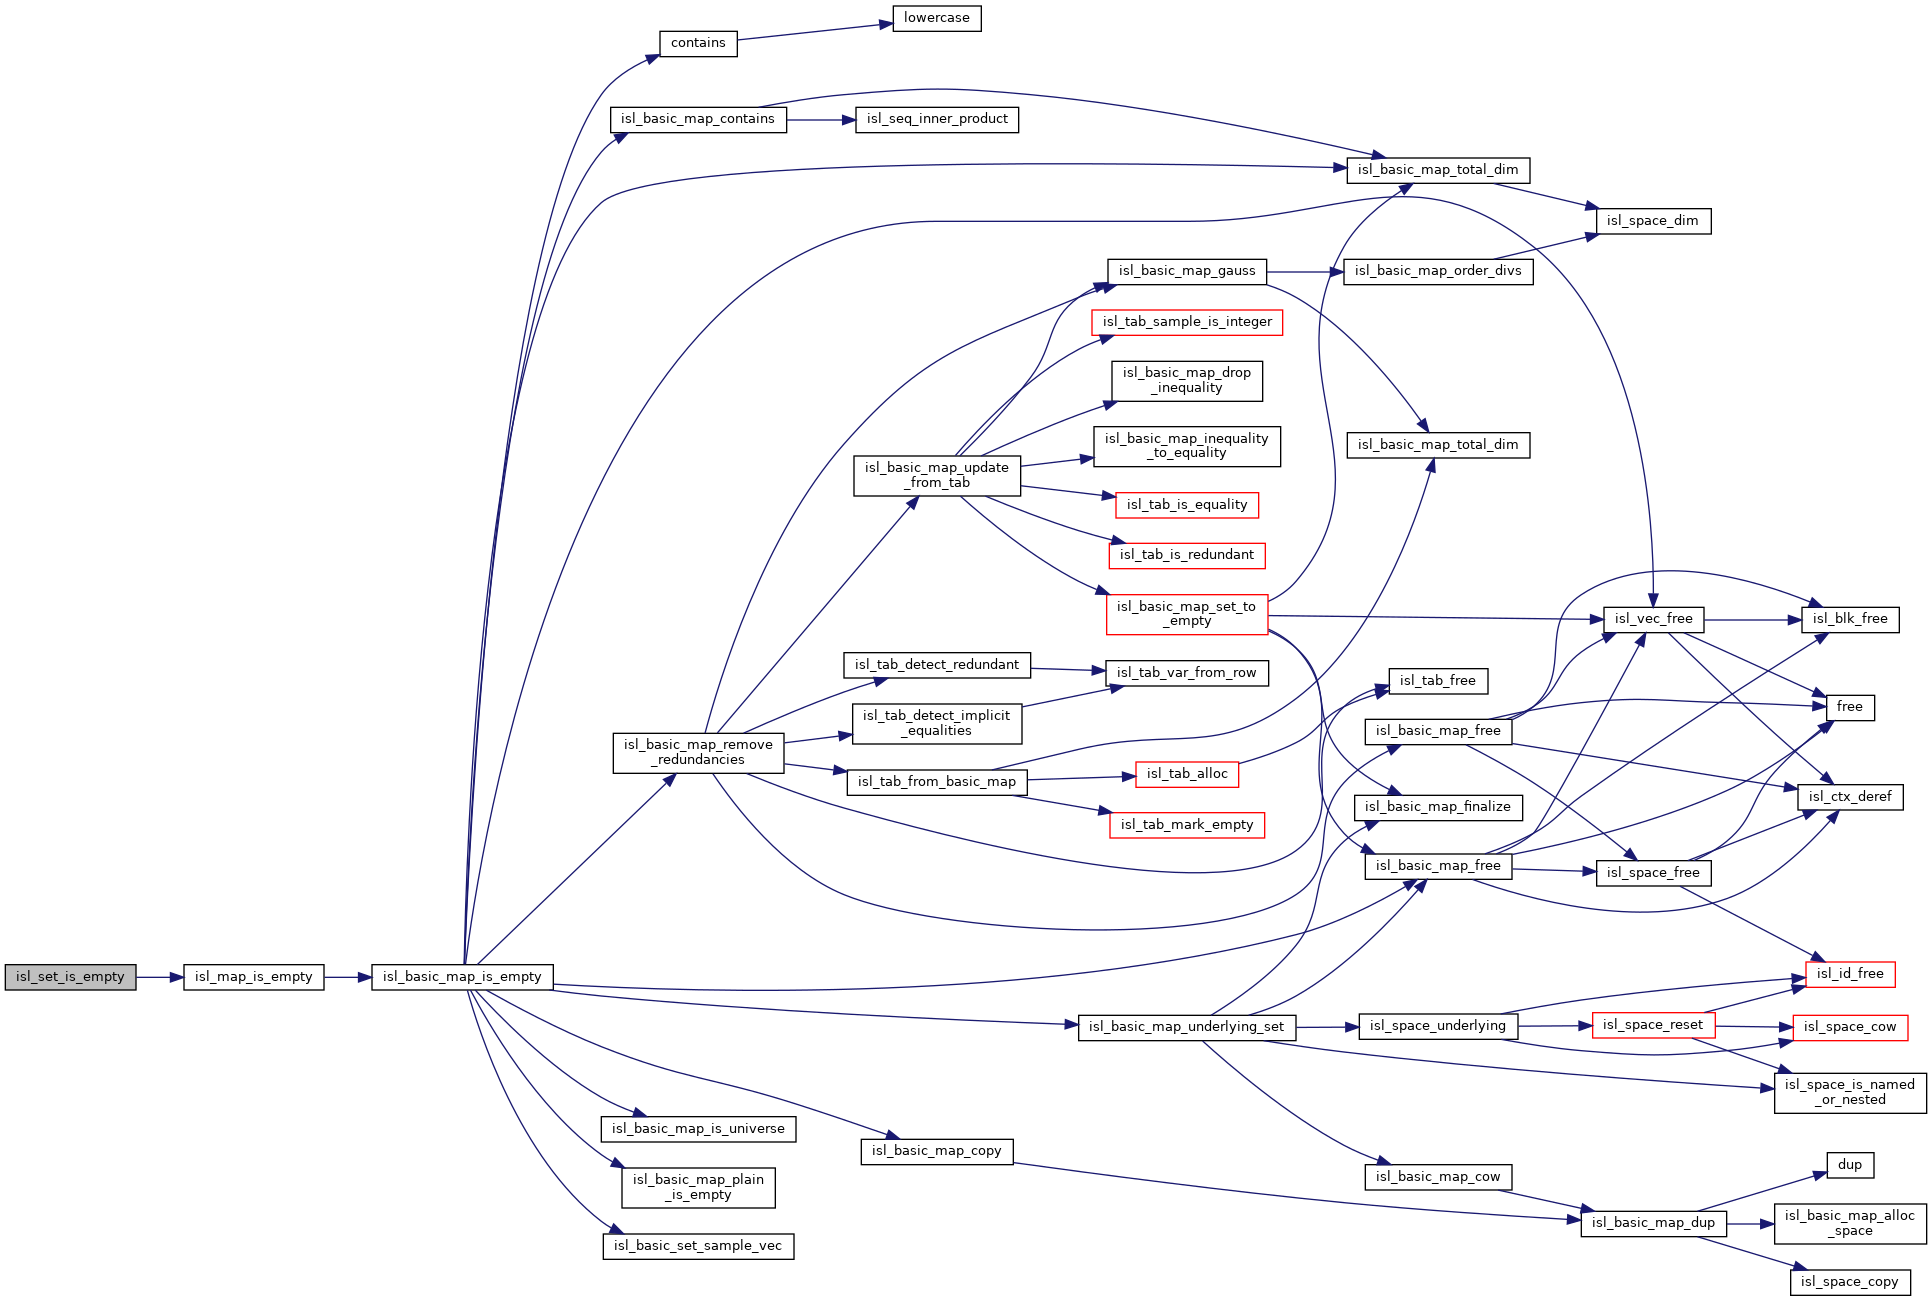 lowercase
contains
isl_basic_map_contains
isl_seq_inner_product
isl_basic_map_total_dim
isl_space_dim
isl_basic_map_gauss
isl_basic_map_order_divs
isl_tab_sample_is_integer
isl_basic_map_drop
_inequality
isl_basic_map_inequality
_to_equality
isl_basic_map_total_dim
isl_basic_map_update
_from_tab
isl_tab_is_equality
isl_tab_is_redundant
isl_basic_map_set_to
_empty
isl_vec_free
isl_blk_free
isl_tab_detect_redundant
isl_tab_var_from_row
isl_tab_free
isl_tab_detect_implicit
_equalities
isl_basic_map_free
free
isl_basic_map_remove
_redundancies
isl_tab_from_basic_map
isl_tab_alloc
isl_basic_map_finalize
isl_ctx_deref
isl_tab_mark_empty
isl_basic_map_free
isl_space_free
isl_set_is_empty
isl_map_is_empty
isl_basic_map_is_empty
isl_id_free
isl_basic_map_underlying_set
isl_space_underlying
isl_space_reset
isl_space_cow
isl_space_is_named
_or_nested
isl_basic_map_is_universe
isl_basic_map_copy
isl_basic_map_plain
_is_empty
isl_basic_map_cow
dup
isl_basic_map_dup
isl_basic_map_alloc
_space
isl_basic_set_sample_vec
isl_space_copy